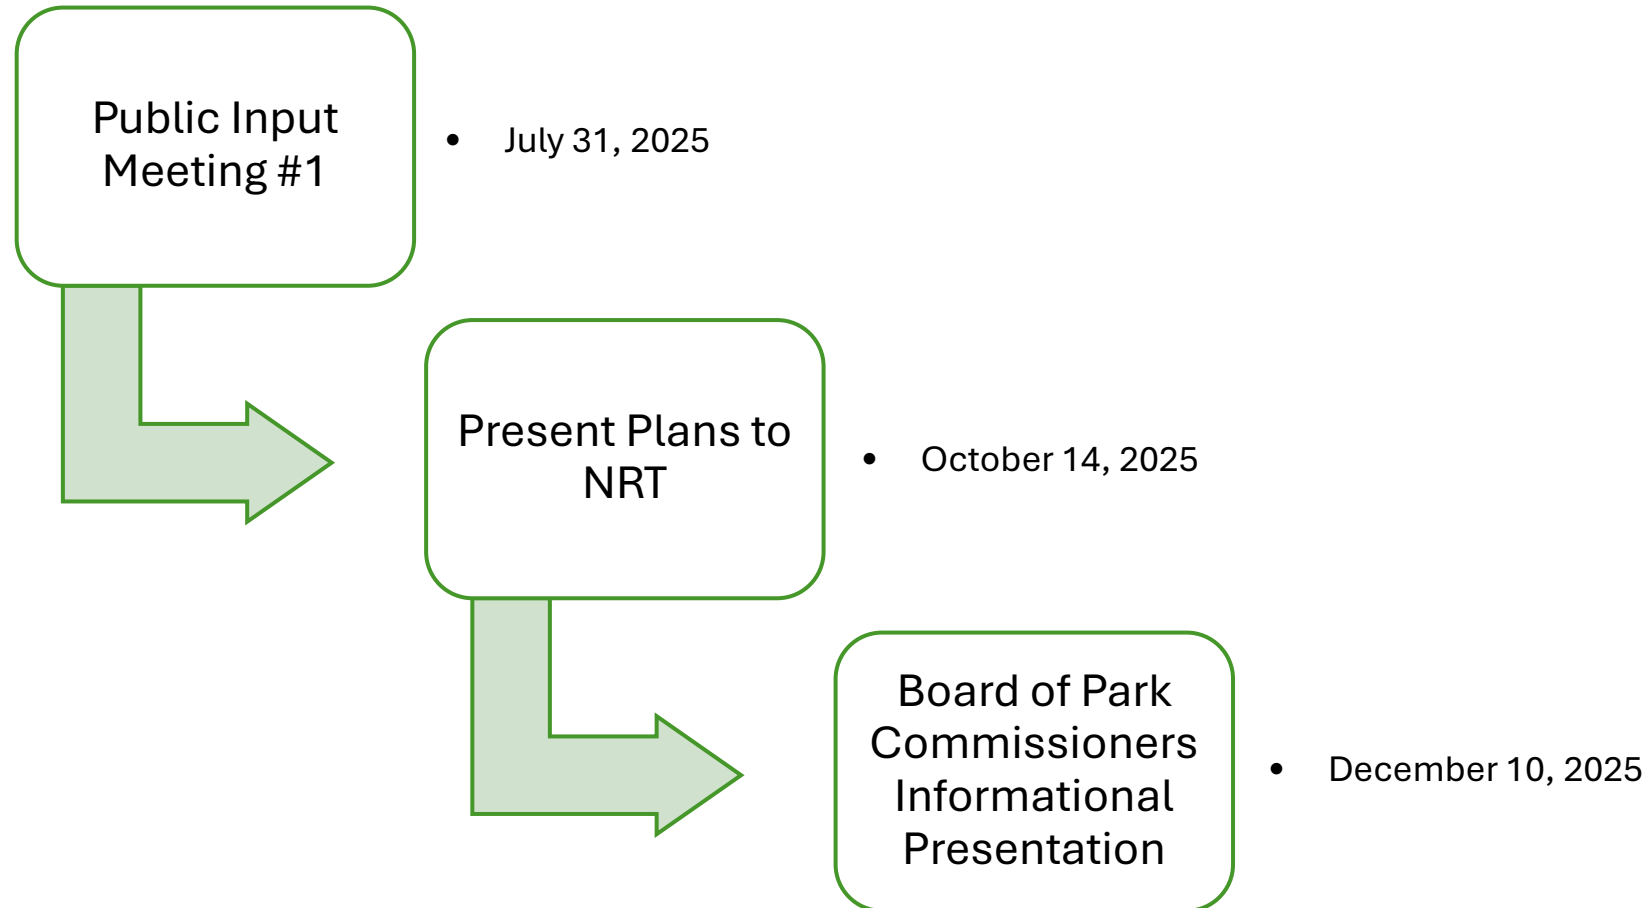 Public Input
Meeting #1
• July 31, 2025
Present Plans to
NRT
• October 14, 2025
Board of Park
Commissioners
Informational
Presentation
• December 10, 2025